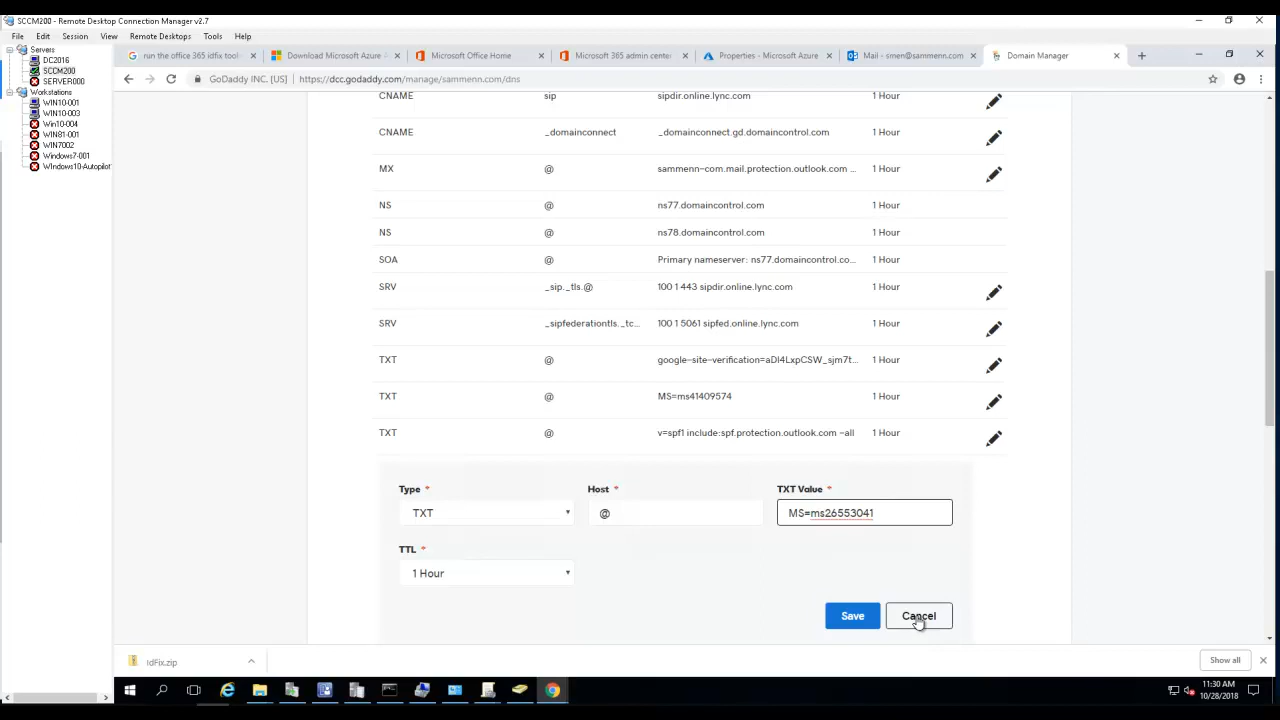 SCCM200 - Remote Desktop Connection Manager v2.7
File Edit Session View Remote Desktops Tools Help
Servers
DC2016
SCCM200
SERVER000
Workstations
WIN10-001
WIN10-003
Win10-004
WIN81-001
WIN7002
Windows7-001
Windows10-Autopilot
run the office 365 idfix tool
Download Microsoft Azure A
Microsoft Office Home
Microsoft 365 admin center
Properties - Microsoft Azure
Mail - smen@sammenn.com
Domain Manager
GoDaddy INC. [US] https://dcc.godaddy.com/manage/sammenn.com/dns
CNAME sip sipdir.online.lync.com 1 Hour
CNAME _domainconnect _domainconnect.gd.domaincontrol.com 1 Hour
MX @ sammenn-com.mail.protection.outlook.com ... 1 Hour
NS @ ns77.domaincontrol.com 1 Hour
NS @ ns78.domaincontrol.com 1 Hour
SOA @ Primary nameserver: ns77.domaincontrol.co... 1 Hour
SRV _sip._tls.@ 100 1 443 sipdir.online.lync.com 1 Hour
SRV _sipfederationtls._tc... 100 1 5061 sipfed.online.lync.com 1 Hour
TXT @ google-site-verification=aDl4LxpCSW_sjm7t... 1 Hour
TXT @ MS=ms41409574 1 Hour
TXT @ v=spf1 include:spf.protection.outlook.com -all 1 Hour
Type * Host * TXT Value *
TXT @ MS=ms26553041
TTL *
1 Hour
Save Cancel
IdFix.zip
Show all
11:30 AM
10/28/2018